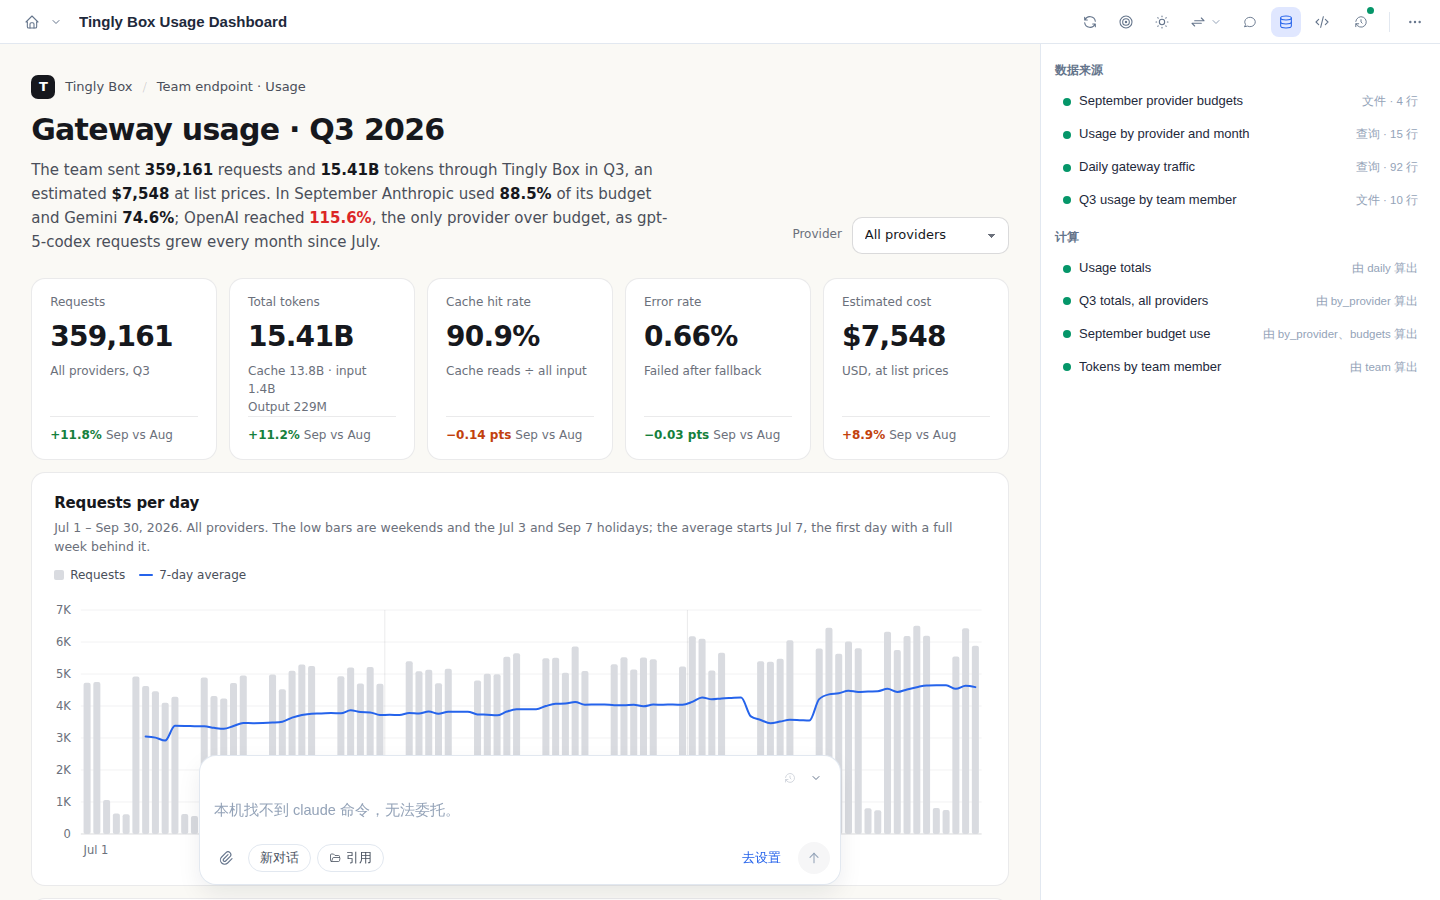 Tingly Box Usage Dashboard
T Tingly Box / Team endpoint · Usage
Gateway usage · Q3 2026
The team sent 359,161 requests and 15.41B tokens through Tingly Box in Q3, an
estimated $7,548 at list prices. In September Anthropic used 88.5% of its budget
and Gemini 74.6%; OpenAI reached 115.6%, the only provider over budget, as gpt-
5-codex requests grew every month since July.
Provider All providers
Requests
359,161
All providers, Q3
+11.8% Sep vs Aug
Total tokens
15.41B
Cache 13.8B · input
1.4B
Output 229M
+11.2% Sep vs Aug
Cache hit rate
90.9%
Cache reads ÷ all input
−0.14 pts Sep vs Aug
Error rate
0.66%
Failed after fallback
−0.03 pts Sep vs Aug
Estimated cost
$7,548
USD, at list prices
+8.9% Sep vs Aug
Requests per day
Jul 1 – Sep 30, 2026. All providers. The low bars are weekends and the Jul 3 and Sep 7 holidays; the average starts Jul 7, the first day with a full
week behind it.
Requests 7-day average
7K
6K
5K
4K
3K
2K
1K
0
Jul 1
本机找不到 claude 命令，无法委托。
新对话 引用 去设置
数据来源
September provider budgets 文件 · 4 行
Usage by provider and month 查询 · 15 行
Daily gateway traffic 查询 · 92 行
Q3 usage by team member 文件 · 10 行
计算
Usage totals 由 daily 算出
Q3 totals, all providers 由 by_provider 算出
September budget use 由 by_provider、budgets 算出
Tokens by team member 由 team 算出